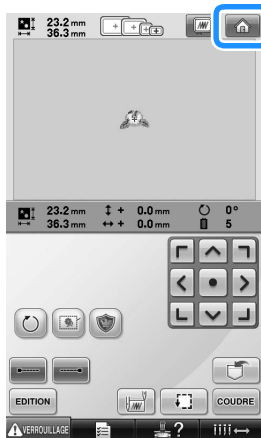 23.2 mm
36.3 mm
23.2 mm + 0.0 mm 0°
36.3 mm + 0.0 mm 5
EDITION COUDRE
VERROUILLAGE ?